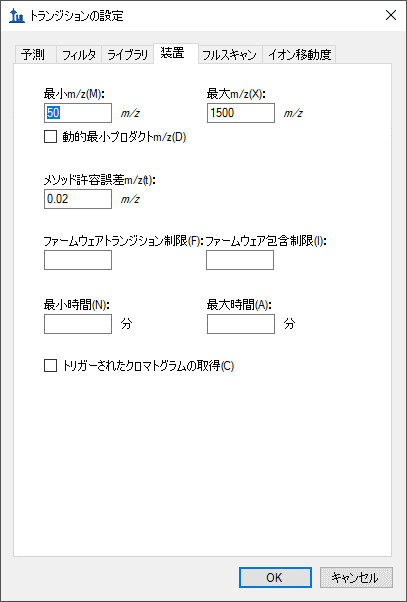 トランジションの設定
予測 フィルタ ライブラリ 装置 フルスキャン イオン移動度
最小m/z(M): 最大m/z(X):
50 m/z 1500 m/z
動的最小プロダクトm/z(D)
メソッド許容誤差m/z(t):
0.02 m/z
ファームウェアトランジション制限(F): ファームウェア包含制限(I):
最小時間(N): 最大時間(A):
分 分
トリガーされたクロマトグラムの取得(C)
OK キャンセル